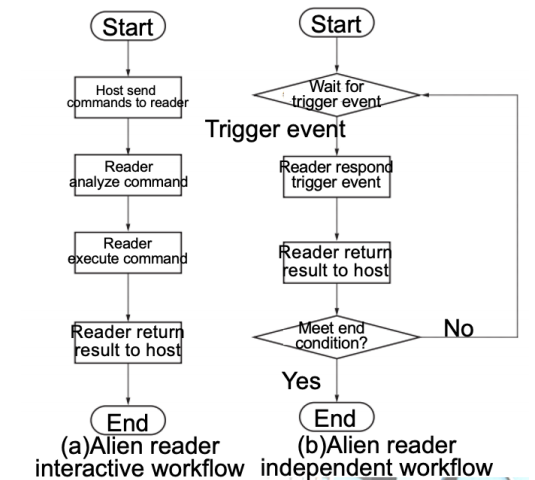 Start
Host send
commands to reader
Reader
analyze command
Reader
execute command
Reader return
result to host
End
(a)Alien reader
interactive workflow
Start
Wait for
trigger event
Trigger event
Reader respond
trigger event
Reader return
result to host
Meet end
condition?
No
Yes
End
(b)Alien reader
independent workflow